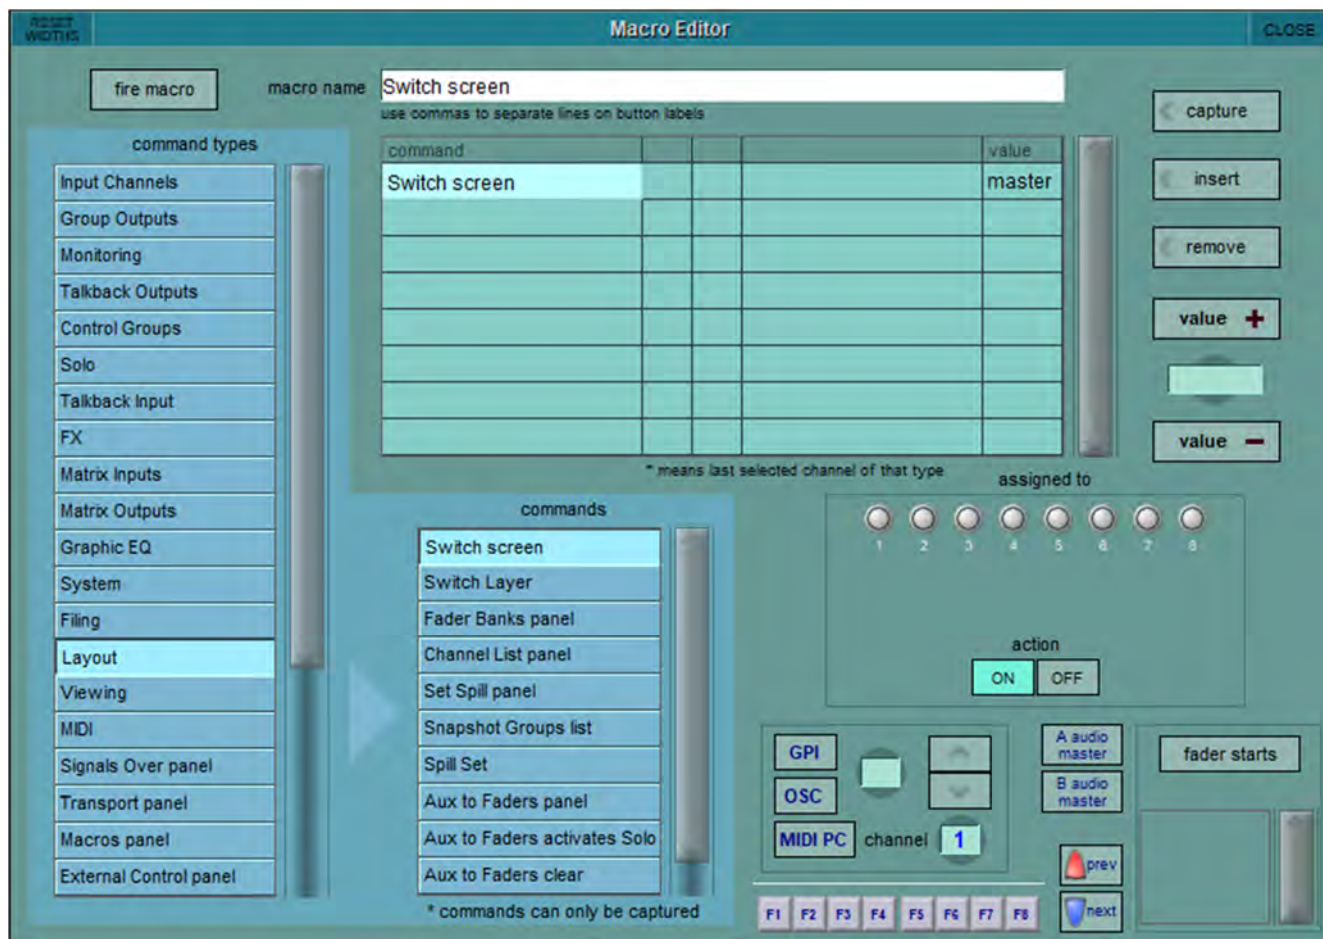 RESET
WIDTHS
Macro Editor
CLOSE
fire macro
macro name
Switch screen
use commas to separate lines on button labels
capture
command types
command
value
Input Channels
Switch screen
master
insert
Group Outputs
Monitoring
remove
Talkback Outputs
Control Groups
value +
Solo
Talkback Input
FX
value −
Matrix Inputs
* means last selected channel of that type
assigned to
Matrix Outputs
commands
Graphic EQ
Switch screen
1 2 3 4 5 6 7 8
System
Switch Layer
Filing
Fader Banks panel
Layout
Channel List panel
action
ON OFF
Viewing
Set Spill panel
MIDI
Snapshot Groups list
Signals Over panel
Spill Set
GPI
A audio
master
fader starts
Transport panel
Aux to Faders panel
OSC
B audio
master
Macros panel
Aux to Faders activates Solo
MIDI PC channel 1
External Control panel
Aux to Faders clear
prev
* commands can only be captured
F1 F2 F3 F4 F5 F6 F7 F8
next